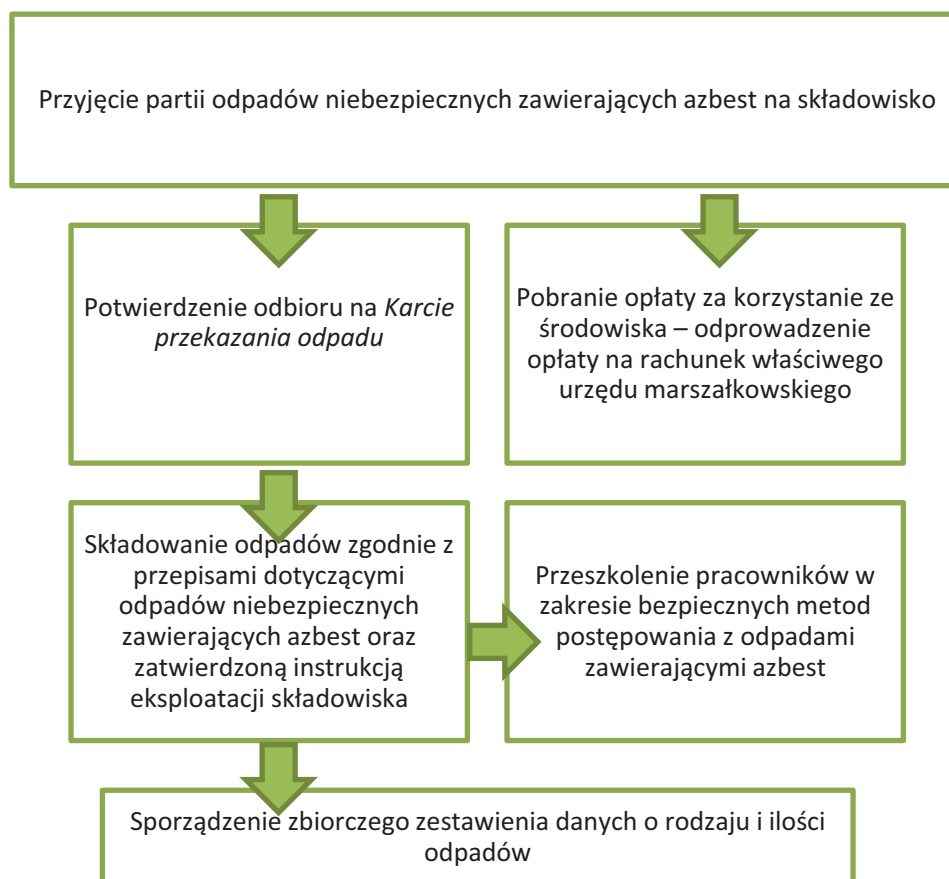 Przyjęcie partii odpadów niebezpiecznych zawierających azbest na składowisko
Potwierdzenie odbioru na Karcie
przekazania odpadu
Pobranie opłaty za korzystanie ze
środowiska – odprowadzenie
opłaty na rachunek właściwego
urzędu marszałkowskiego
Składowanie odpadów zgodnie z
przepisami dotyczącymi
odpadów niebezpiecznych
zawierających azbest oraz
zatwierdzoną instrukcją
eksploatacji składowiska
Przeszkolenie pracowników w
zakresie bezpiecznych metod
postępowania z odpadami
zawierającymi azbest
Sporządzenie zbiorczego zestawienia danych o rodzaju i ilości
odpadów